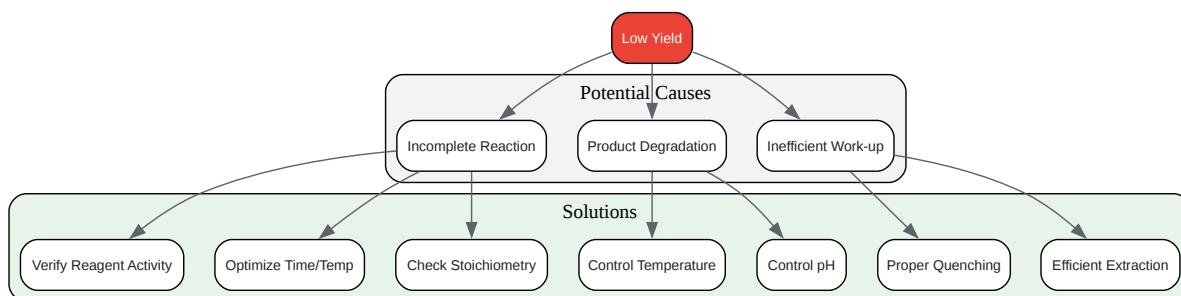 Low Yield
Potential Causes
Incomplete Reaction
Product Degradation
Inefficient Work-up
Solutions
Verify Reagent Activity
Optimize Time/Temp
Check Stoichiometry
Control Temperature
Control pH
Proper Quenching
Efficient Extraction